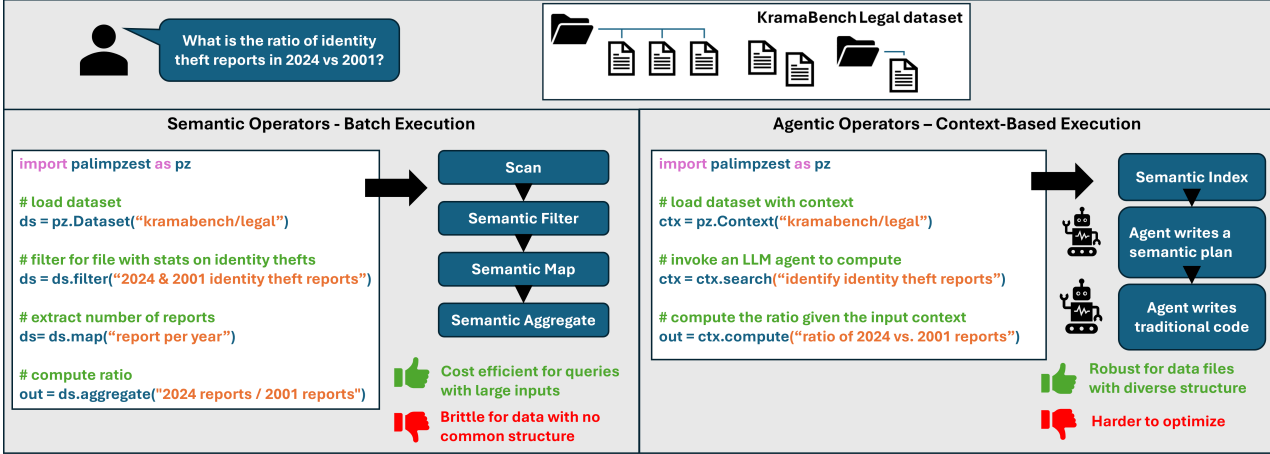 What is the ratio of identity
theft reports in 2024 vs 2001?
KramaBench Legal dataset
Semantic Operators - Batch Execution
import palimpzest as pz
# load dataset
ds = pz.Dataset(“kramabench/legal”)
# filter for file with stats on identity thefts
ds = ds.filter(“2024 & 2001 identity theft reports”)
# extract number of reports
ds= ds.map(“report per year”)
# compute ratio
out = ds.aggregate("2024 reports / 2001 reports")
Scan
Semantic Filter
Semantic Map
Semantic Aggregate
Cost efficient for queries
with large inputs
Brittle for data with no
common structure
Agentic Operators – Context-Based Execution
import palimpzest as pz
# load dataset with context
ctx = pz.Context(“kramabench/legal”)
# invoke an LLM agent to compute
ctx = ctx.search(“identify identity theft reports”)
# compute the ratio given the input context
out = ctx.compute(“ratio of 2024 vs. 2001 reports”)
Semantic Index
Agent writes a
semantic plan
Agent writes
traditional code
Robust for data files
with diverse structure
Harder to optimize